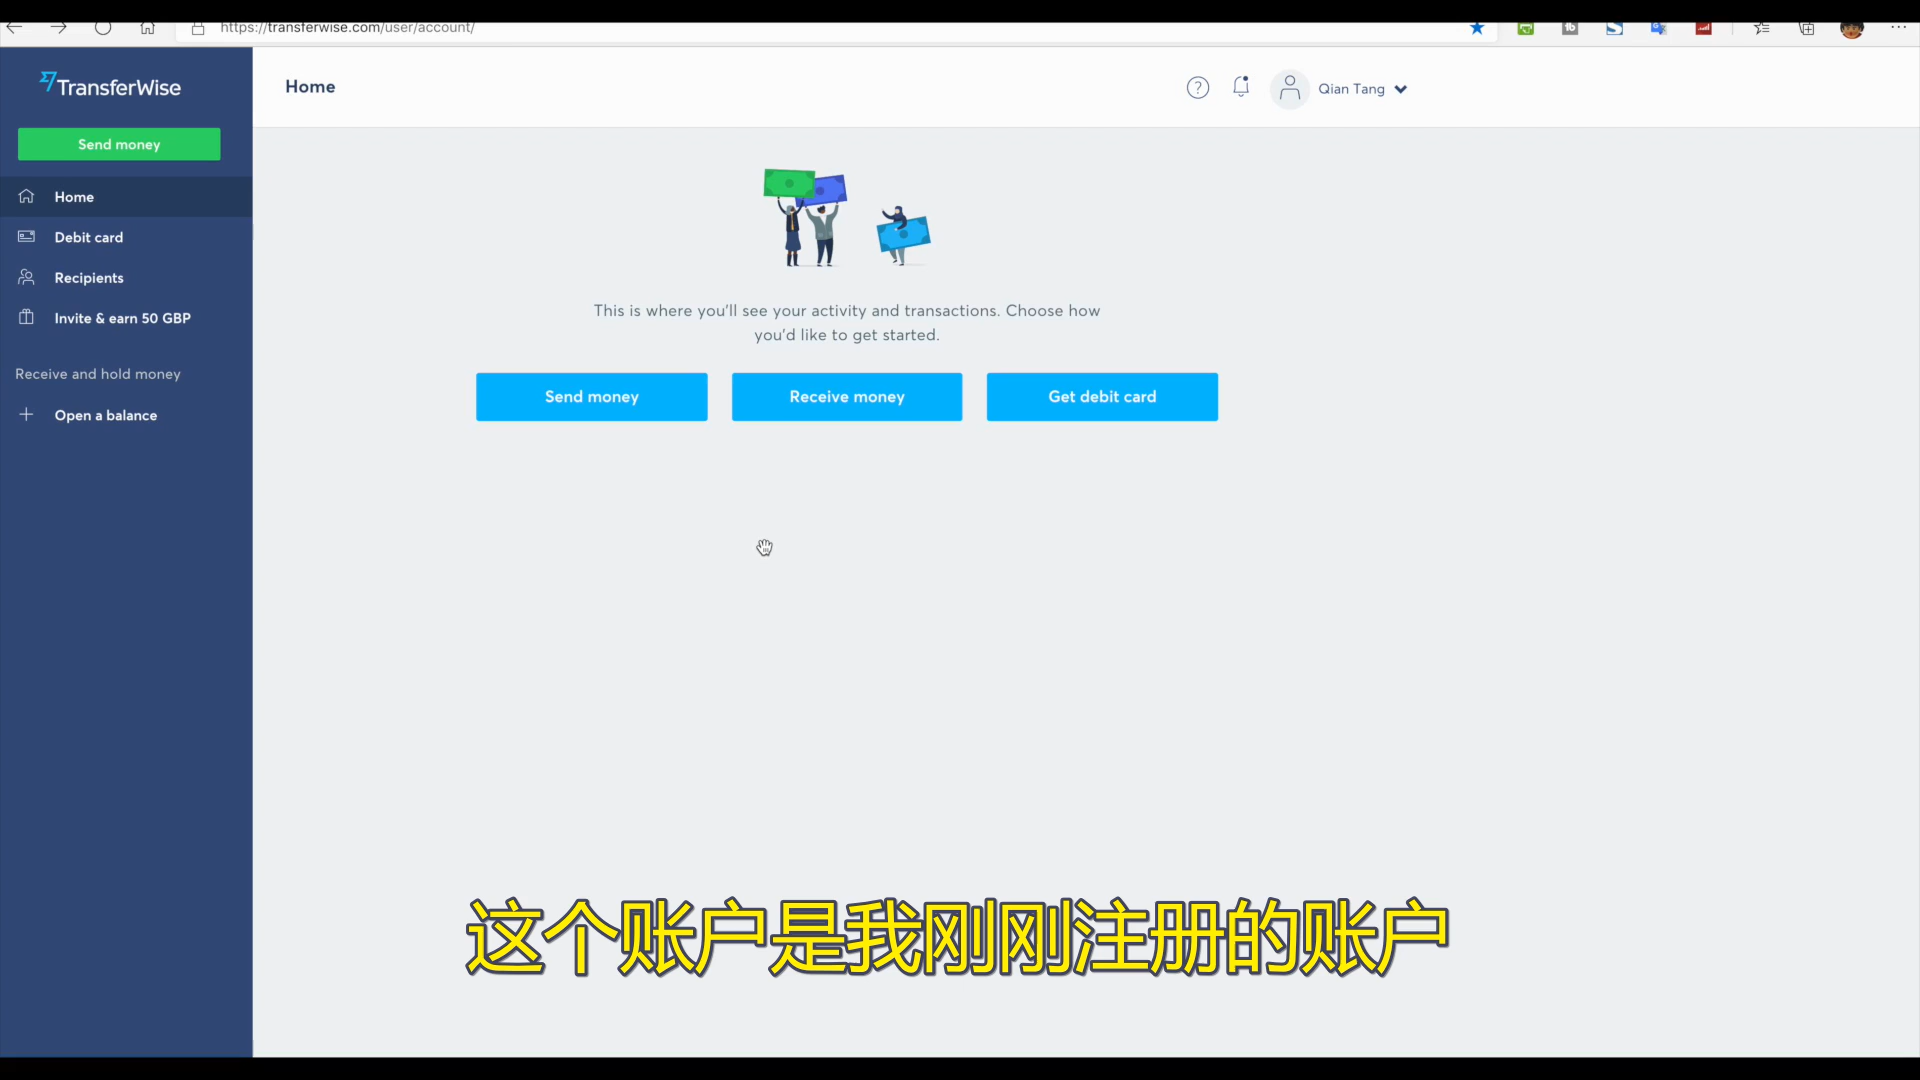 https://transferwise.com/user/account/
TransferWise
Home
?
Qian Tang
Send money
Home
Debit card
Recipients
Invite & earn 50 GBP
Receive and hold money
Open a balance
This is where you'll see your activity and transactions. Choose how
you'd like to get started.
Send money
Receive money
Get debit card
这个账户是我刚刚注册的账户